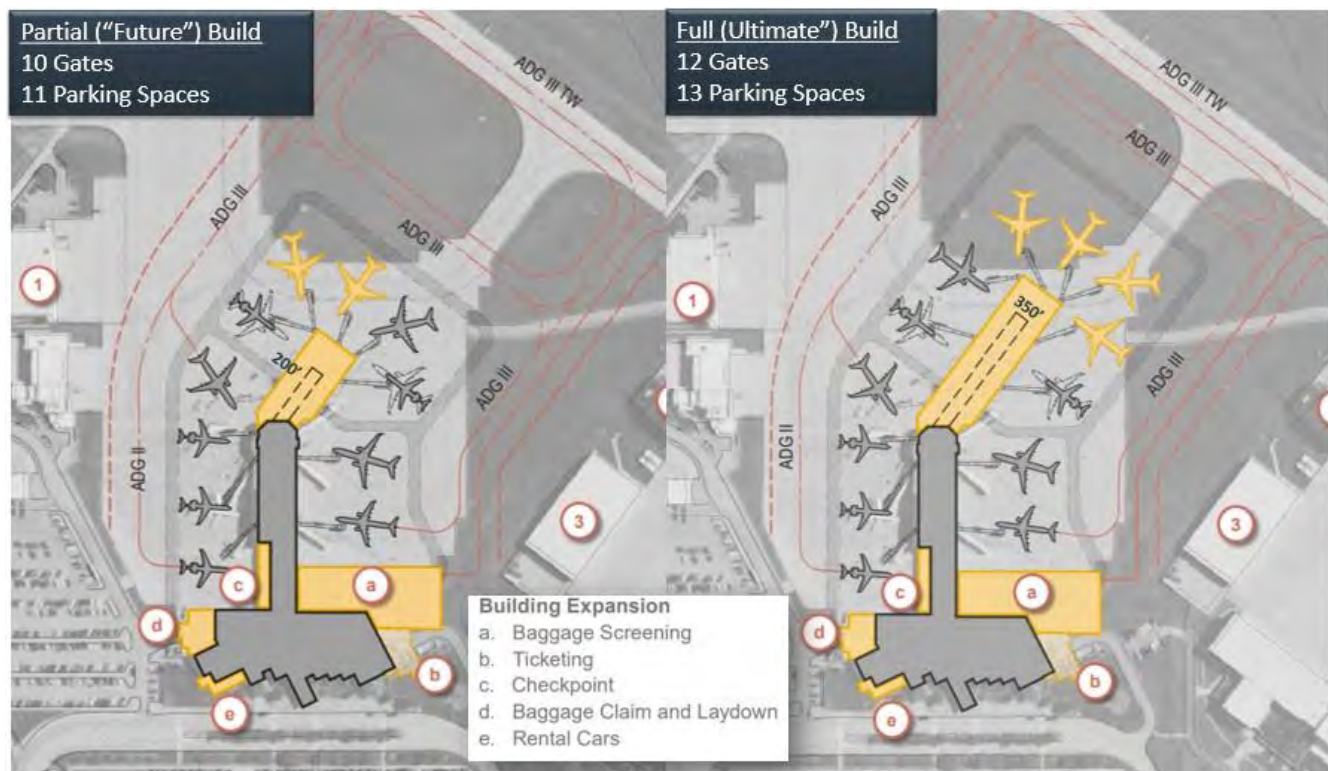 Partial ("Future") Build
10 Gates
11 Parking Spaces
ADG III TW
ADG III
ADG III
1
200'
ADG III
ADG II
3
c
a
d
b
e
Full (Ultimate") Build
12 Gates
13 Parking Spaces
ADG III TW
ADG III
ADG III
1
350'
ADG III
ADG II
3
c
a
d
b
e
Building Expansion
a. Baggage Screening
b. Ticketing
c. Checkpoint
d. Baggage Claim and Laydown
e. Rental Cars